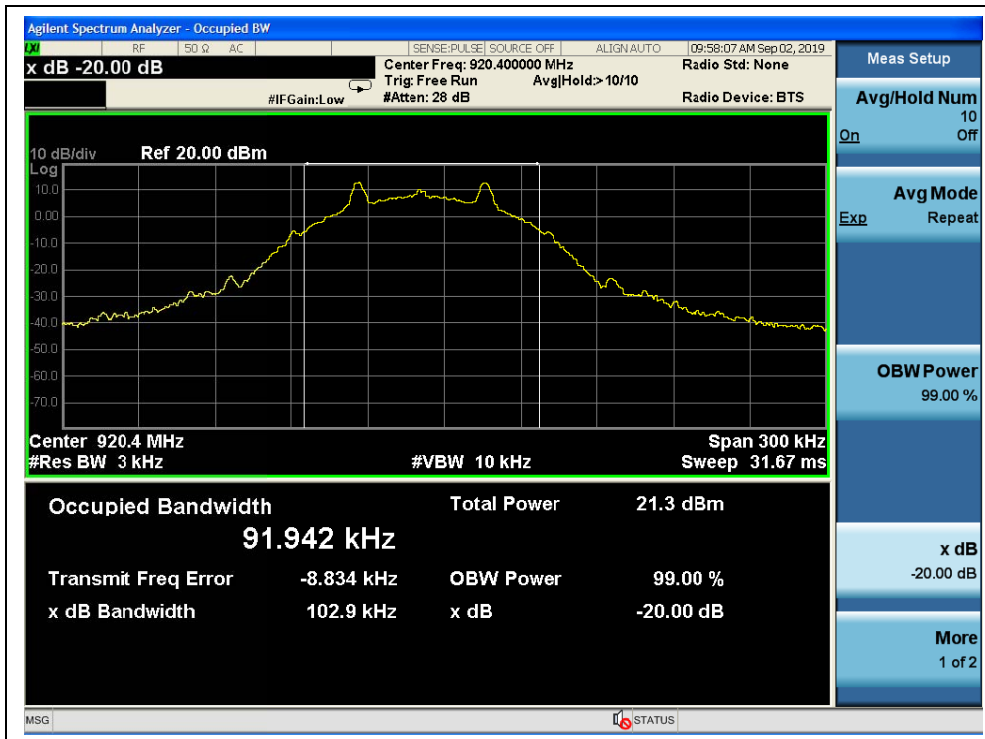 Agilent Spectrum Analyzer - Occupied BW
LXI RF 50 Ω AC SENSE:PULSE SOURCE OFF ALIGN AUTO 09:58:07 AM Sep 02, 2019
x dB -20.00 dB
Center Freq: 920.400000 MHz
Radio Std: None
Trig: Free Run Avg|Hold:> 10/10
#IFGain:Low
#Atten: 28 dB
Radio Device: BTS
10 dB/div Ref 20.00 dBm
Log
10.0
0.00
-10.0
-20.0
-30.0
-40.0
-50.0
-60.0
-70.0
Center 920.4 MHz
Span 300 kHz
#Res BW 3 kHz
#VBW 10 kHz
Sweep 31.67 ms
Occupied Bandwidth
Total Power 21.3 dBm
91.942 kHz
Transmit Freq Error -8.834 kHz
OBW Power 99.00 %
x dB Bandwidth 102.9 kHz
x dB -20.00 dB
MSG
STATUS
Meas Setup
Avg/Hold Num
10
On Off
Avg Mode
Exp Repeat
OBW Power
99.00 %
x dB
-20.00 dB
More
1 of 2